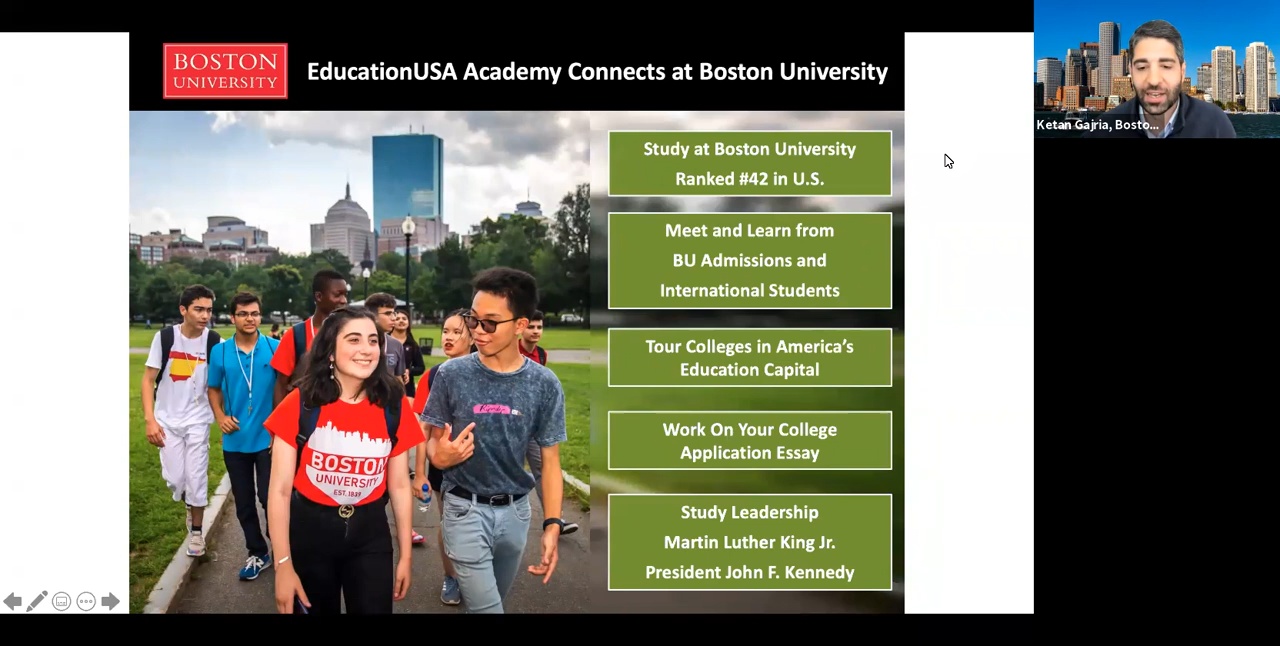 BOSTON
UNIVERSITY
EducationUSA Academy Connects at Boston University
Ketan Gajria, Bosto...
Study at Boston University
Ranked #42 in U.S.
Meet and Learn from
BU Admissions and
International Students
Tour Colleges in America’s
Education Capital
Work On Your College
Application Essay
Study Leadership
Martin Luther King Jr.
President John F. Kennedy
BOSTON
UNIVERSITY
EST. 1839